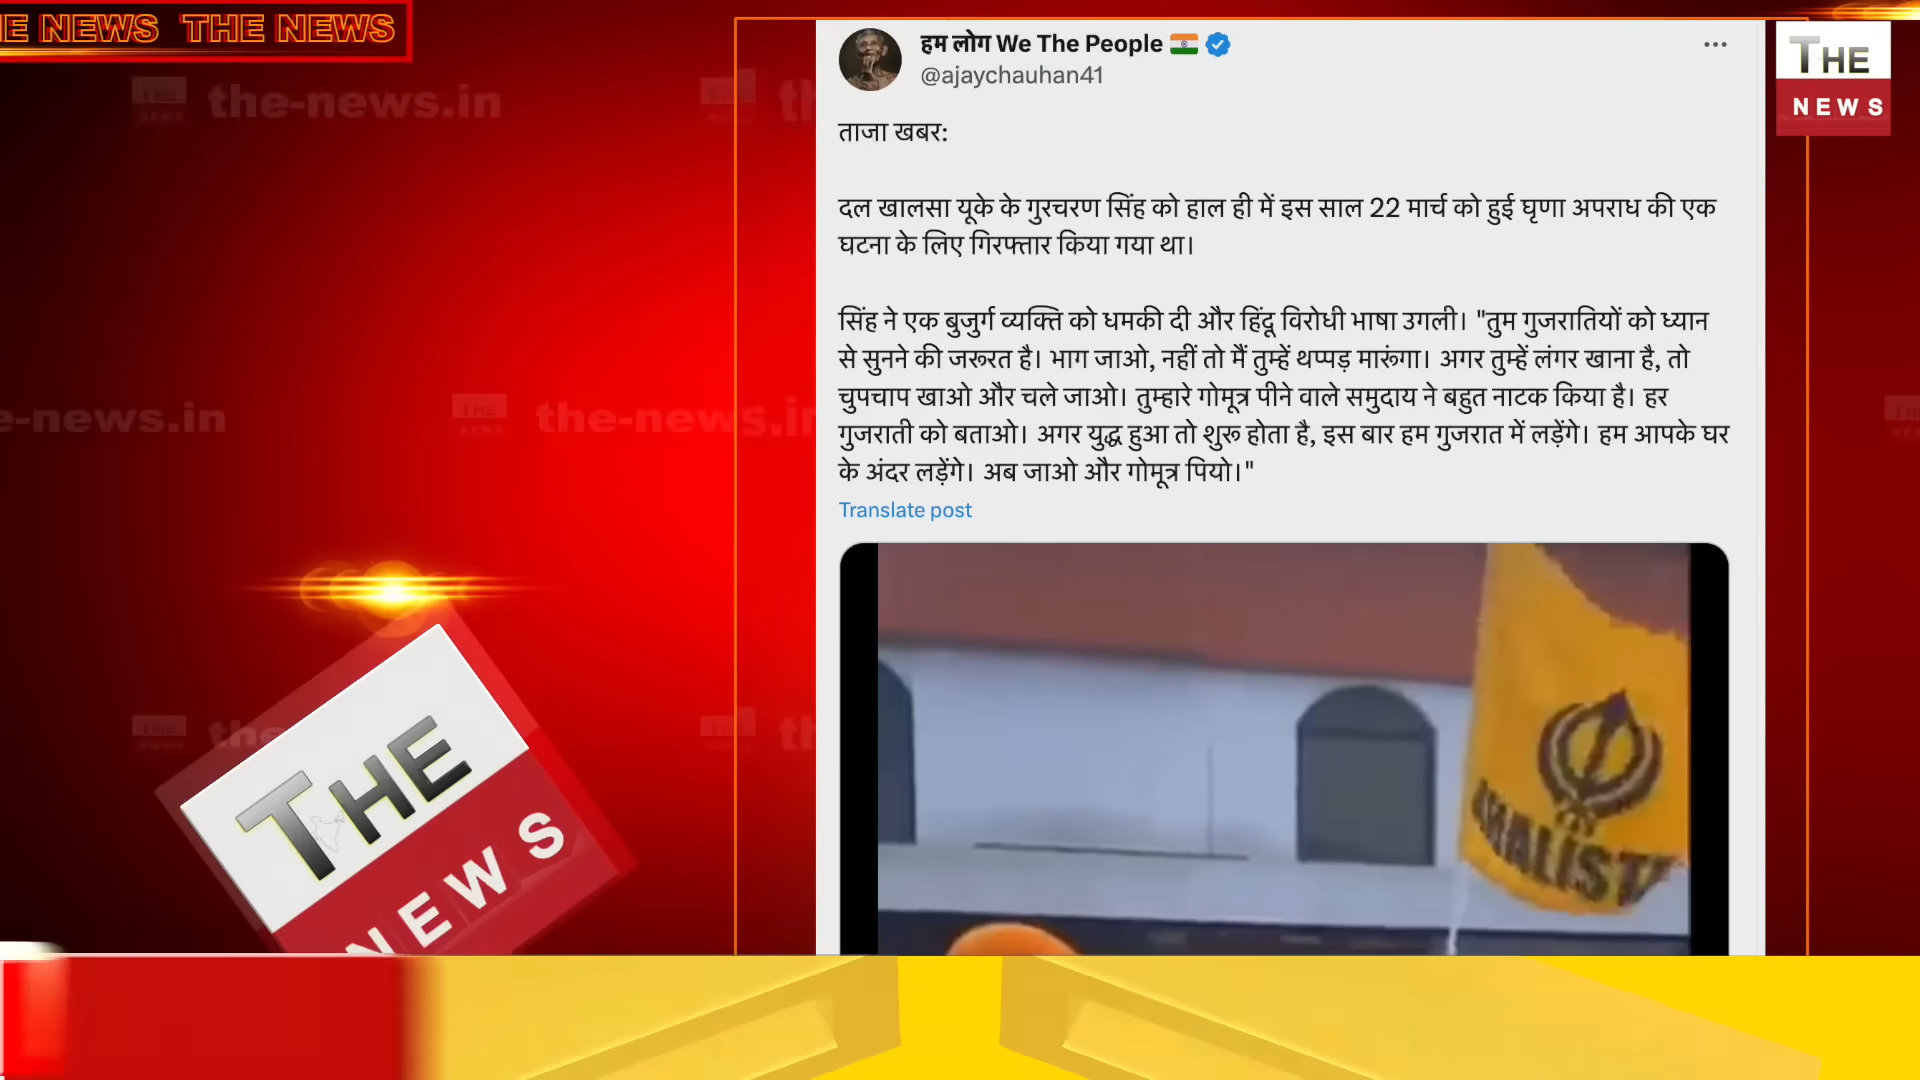 E NEWS THE NEWS
the-news.in
e-news.in
the-news.in
THE
NEWS
हम लोग We The People
@ajaychauhan41
ताजा खबर:
दल खालसा यूके के गुरचरण सिंह को हाल ही में इस साल 22 मार्च को हुई घृणा अपराध की एक
घटना के लिए गिरफ्तार किया गया था।
सिंह ने एक बुजुर्ग व्यक्ति को धमकी दी और हिंदू विरोधी भाषा उगली। "तुम गुजरातियों को ध्यान
से सुनने की जरूरत है। भाग जाओ, नहीं तो मैं तुम्हें थप्पड़ मारूंगा। अगर तुम्हें लंगर खाना है, तो
चुपचाप खाओ और चले जाओ। तुम्हारे गोमूत्र पीने वाले समुदाय ने बहुत नाटक किया है। हर
गुजराती को बताओ। अगर युद्ध हुआ तो शुरू होता है, इस बार हम गुजरात में लड़ेंगे। हम आपके घर
के अंदर लड़ेंगे। अब जाओ और गोमूत्र पियो।"
Translate post
THE
NEWS